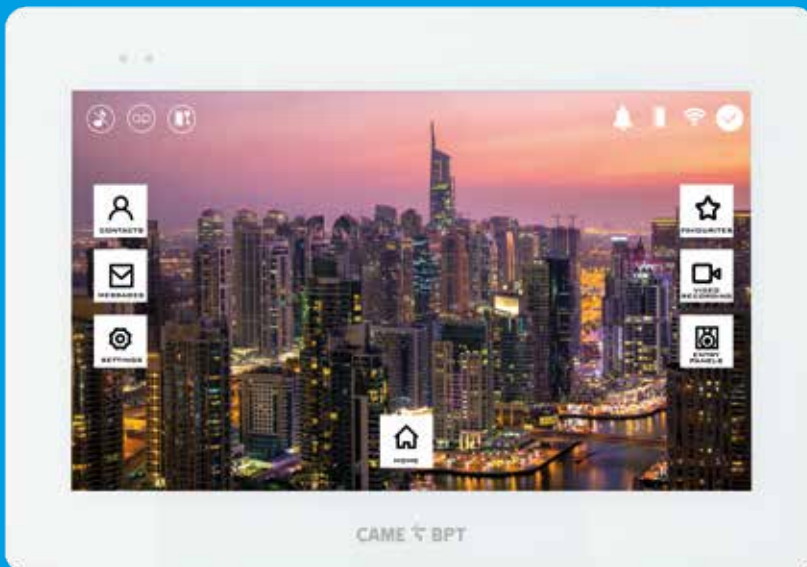 CONTACTS
MESSAGES
SETTINGS
FAVOURITES
VIDEO
RECORDING
ENTRY
PANELS
HOME
CAME BPT